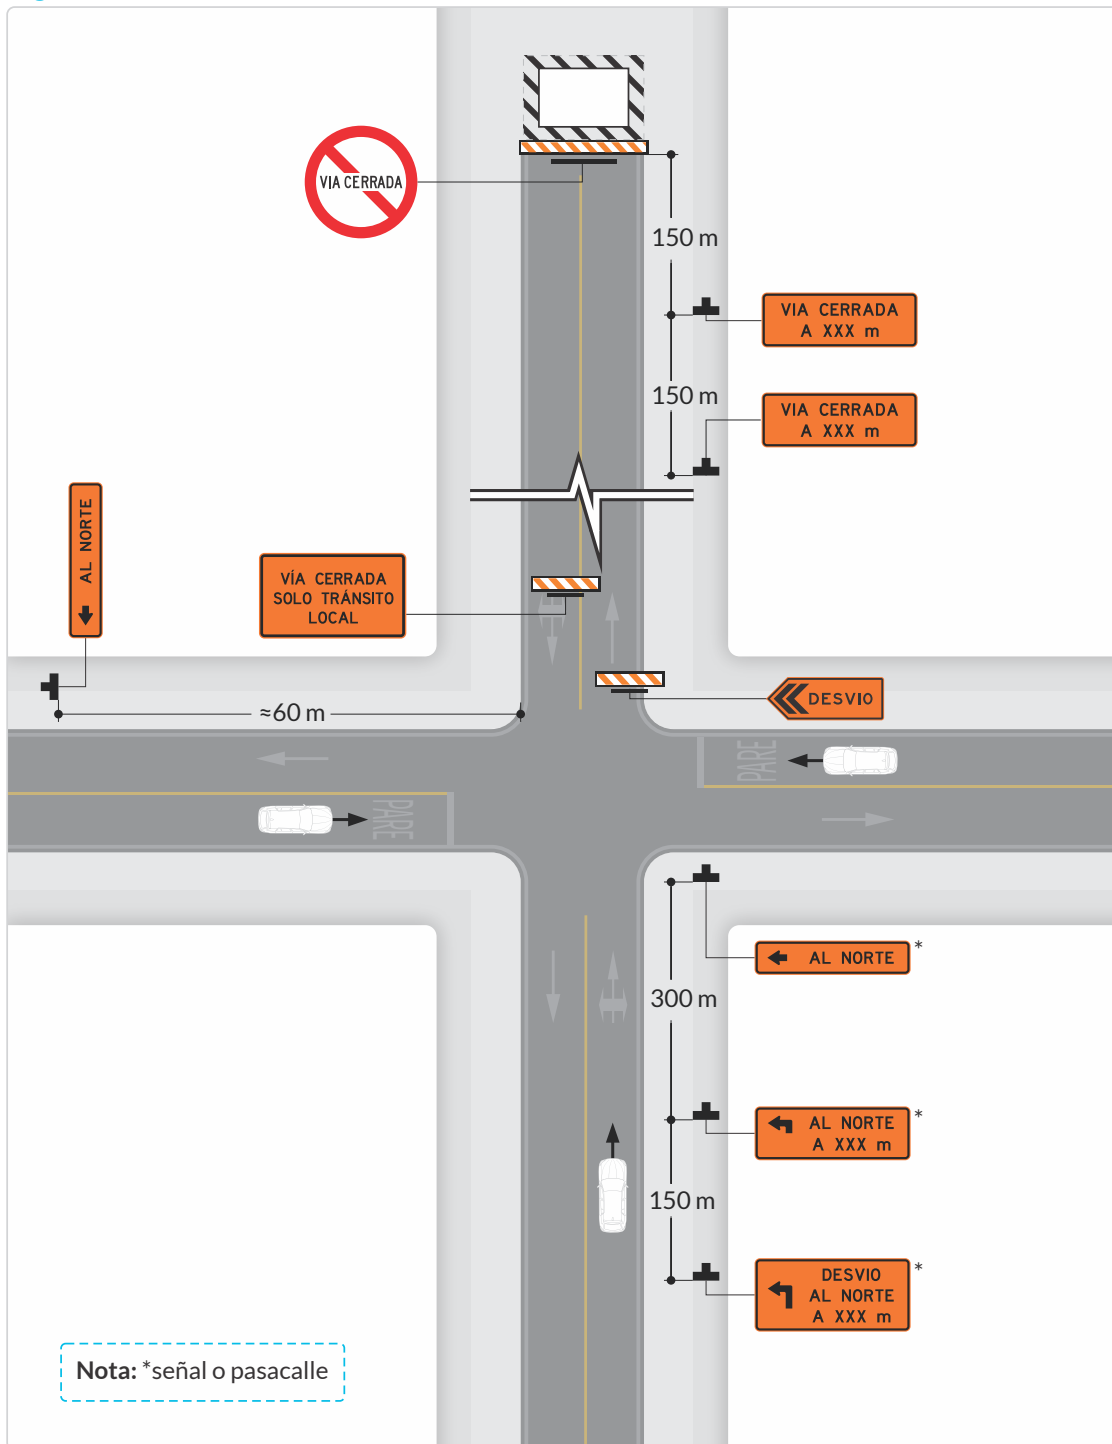 VIA CERRADA
150 m
VIA CERRADA
A XXX m
150 m
VIA CERRADA
A XXX m
AL NORTE
VÍA CERRADA
SOLO TRÁNSITO
LOCAL
≈60 m
DESVIO
PARE
PARE
AL NORTE *
300 m
AL NORTE *
A XXX m
150 m
DESVIO *
AL NORTE
A XXX m
Nota: *señal o pasacalle